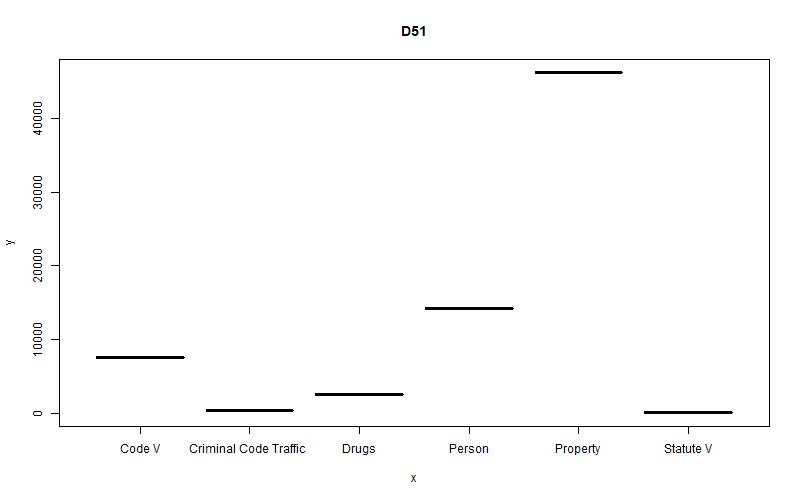 D51
y
40000
30000
20000
10000
0
Code V Criminal Code Traffic Drugs Person Property Statute V
x